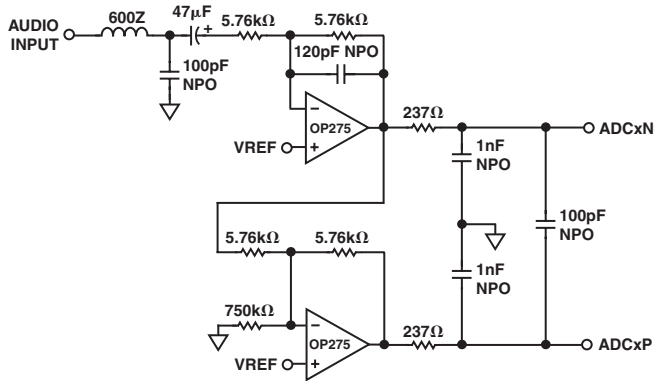 AUDIO
INPUT
600Z
47µF
+
5.76kΩ
5.76kΩ
120pF NPO
100pF
NPO
–
OP275
+
VREF
237Ω
ADCxN
1nF
NPO
100pF
NPO
1nF
NPO
5.76kΩ
5.76kΩ
750kΩ
–
OP275
+
VREF
237Ω
ADCxP